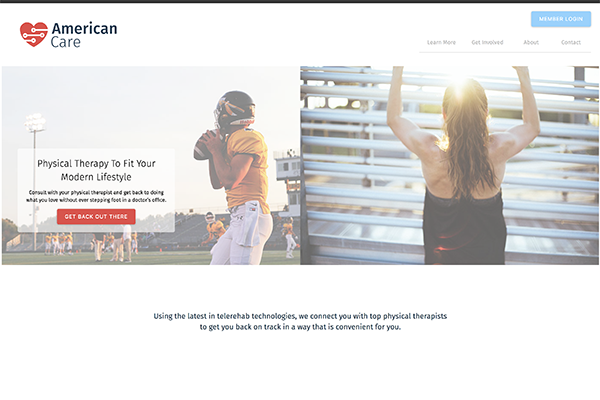 American
Care
MEMBER LOGIN
Learn More Get Involved About Contact
Physical Therapy To Fit Your
Modern Lifestyle
Consult with your physical therapist and get back to doing
what you love without ever stepping foot in a doctor's office.
GET BACK OUT THERE
Using the latest in telerehab technologies, we connect you with top physical therapists
to get you back on track in a way that is convenient for you.